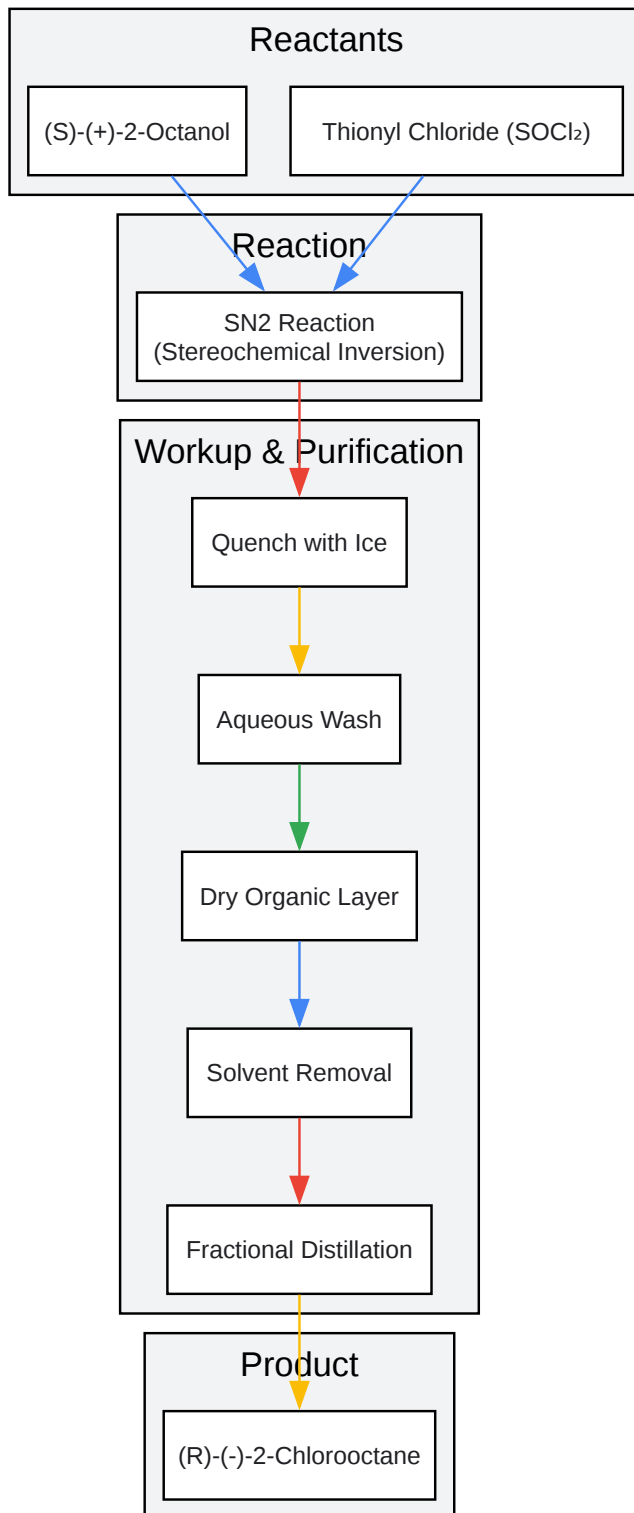 Reactants
(S)-(+)-2-Octanol
Thionyl Chloride (SOCl₂)
Reaction
SN2 Reaction
(Stereochemical Inversion)
Workup & Purification
Quench with Ice
Aqueous Wash
Dry Organic Layer
Solvent Removal
Fractional Distillation
Product
(R)-(-)-2-Chlorooctane